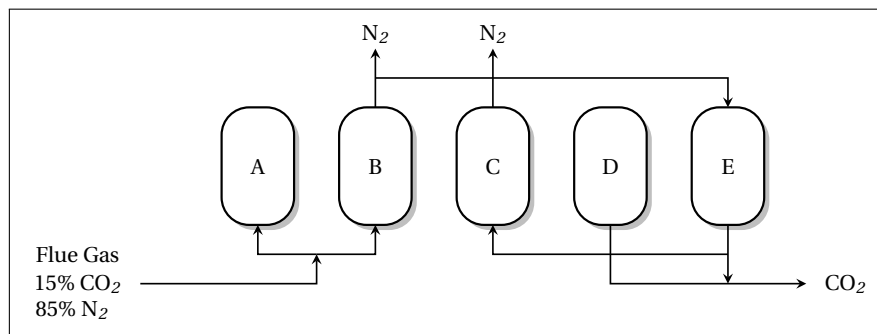 N₂ N₂
A B C D E
Flue Gas
15% CO₂
85% N₂
CO₂